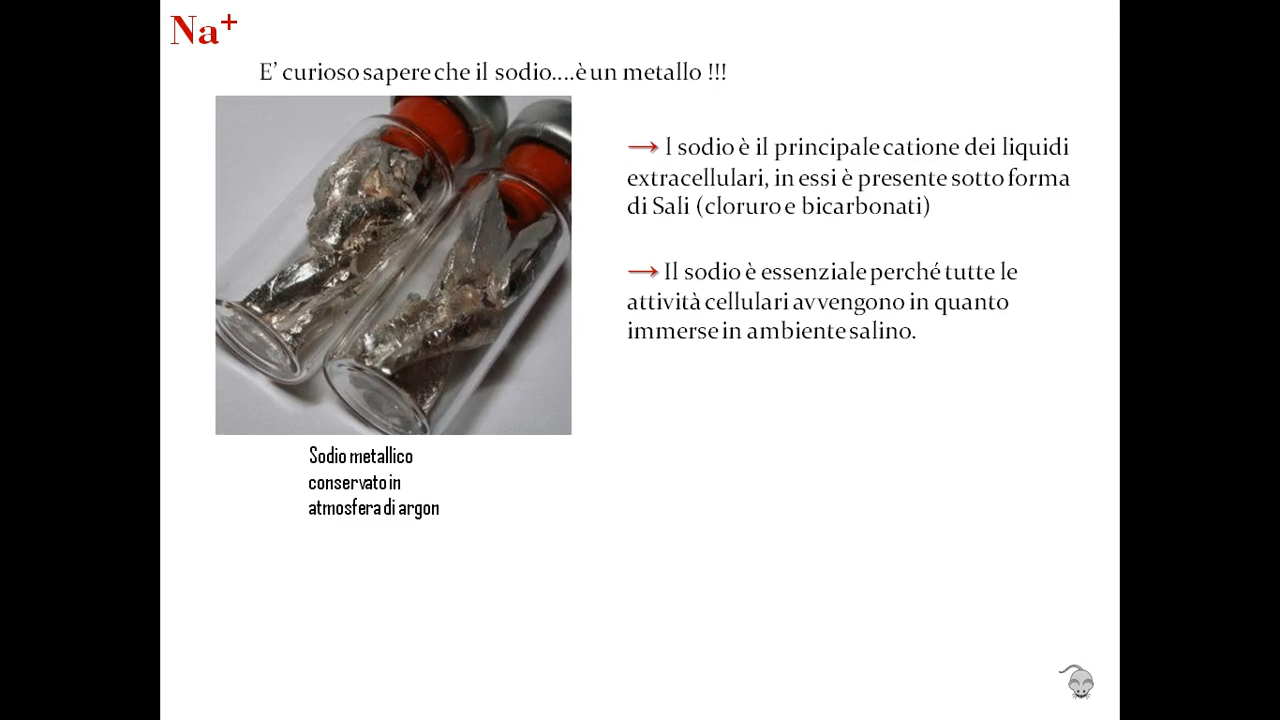 Na⁺
E’ curioso sapere che il sodio....è un metallo !!!
→ I sodio è il principale catione dei liquidi
extracellulari, in essi è presente sotto forma
di Sali (cloruro e bicarbonati)
→ Il sodio è essenziale perché tutte le
attività cellulari avvengono in quanto
immerse in ambiente salino.
Sodio metallico
conservato in
atmosfera di argon